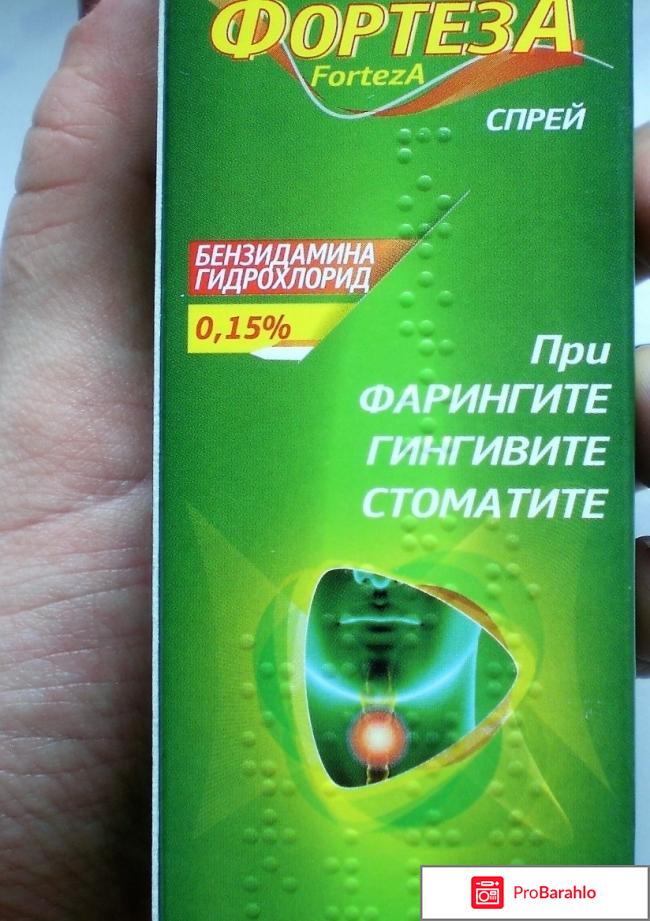 ФОРТЕЗА
FortezA
СПРЕЙ
БЕНЗИДАМИНА
ГИДРОХЛОРИД
0,15%
При
ФАРИНГИТЕ
ГИНГИВИТЕ
СТОМАТИТЕ
ProBarahlo